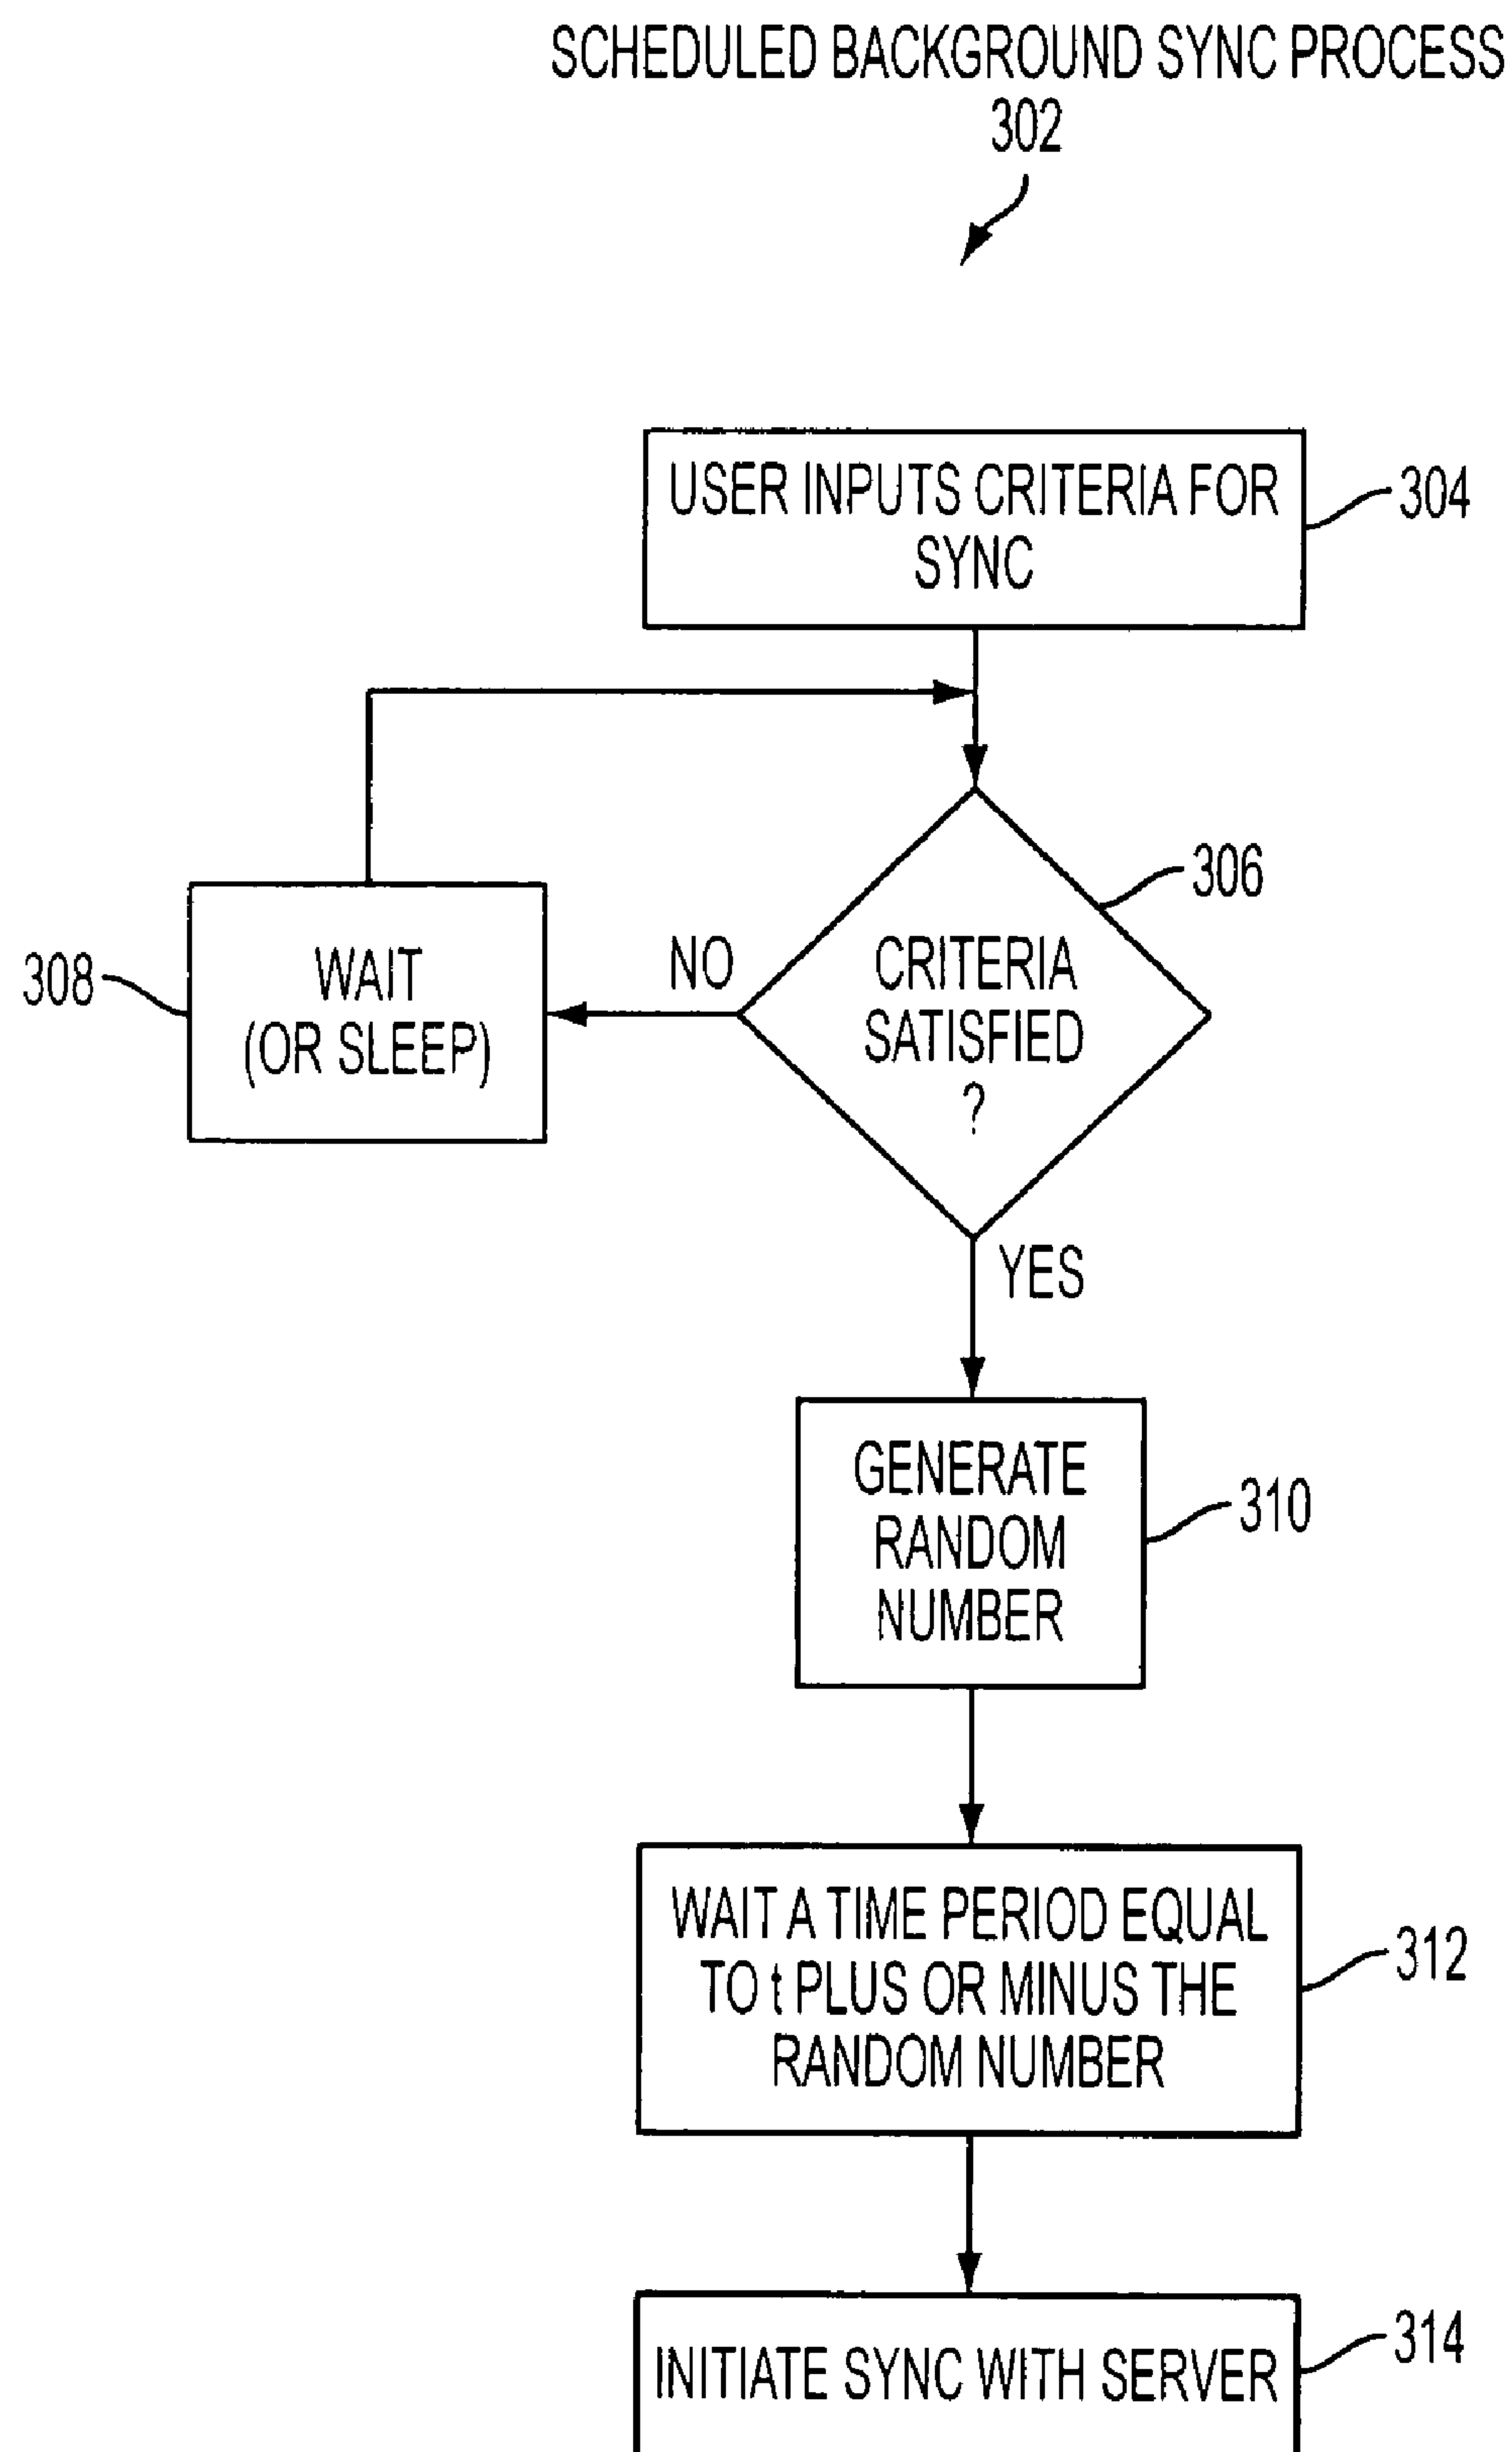 SCHEDULED BACKGROUND SYNC PROCESS
302
USER INPUTS CRITERIA FOR
SYNC
304
306
CRITERIA
SATISFIED
?
NO
308
WAIT
(OR SLEEP)
YES
GENERATE
RANDOM
NUMBER
310
WAIT A TIME PERIOD EQUAL
TO t PLUS OR MINUS THE
RANDOM NUMBER
312
INITIATE SYNC WITH SERVER
314